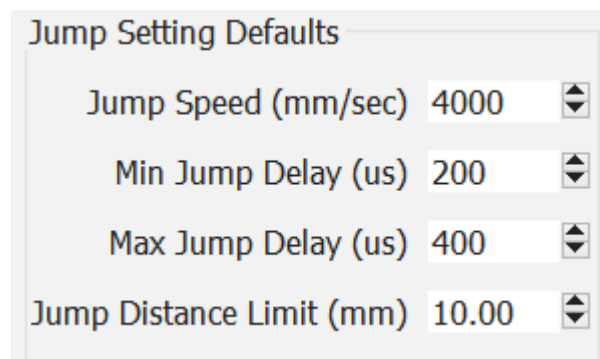 Jump Setting Defaults
Jump Speed (mm/sec) 4000
Min Jump Delay (us) 200
Max Jump Delay (us) 400
Jump Distance Limit (mm) 10.00